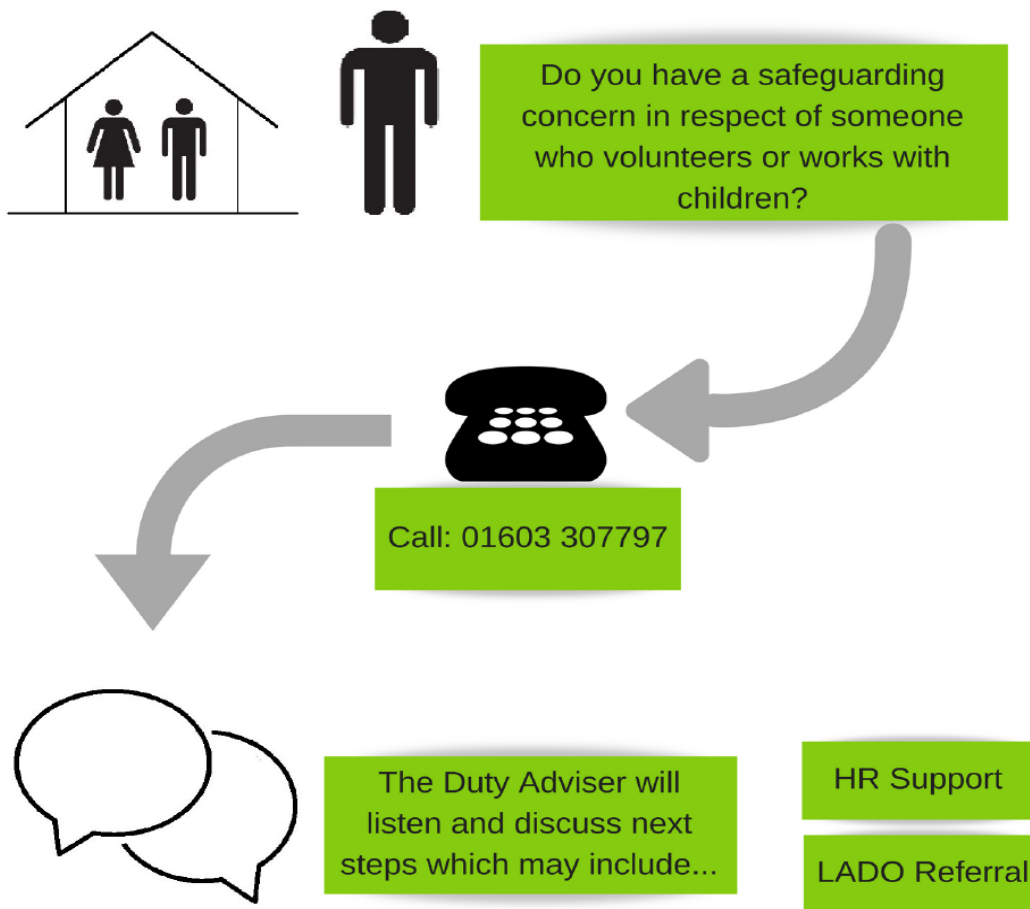 Do you have a safeguarding
concern in respect of someone
who volunteers or works with
children?
Call: 01603 307797
The Duty Adviser will
listen and discuss next
steps which may include...
HR Support
LADO Referral